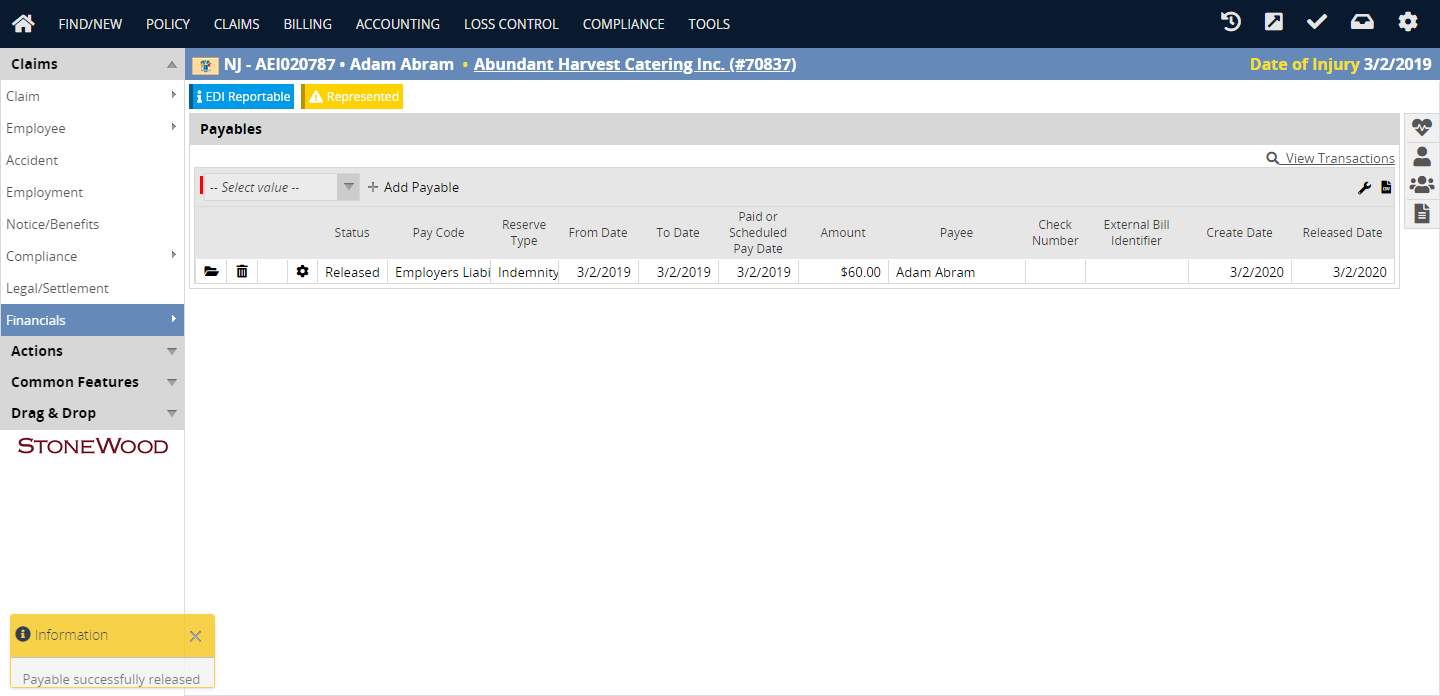 FIND/NEW POLICY CLAIMS BILLING ACCOUNTING LOSS CONTROL COMPLIANCE TOOLS
Claims
NJ - AEI020787 • Adam Abram • Abundant Harvest Catering Inc. (#70837)
Date of Injury 3/2/2019
Claim
Employee
Accident
Employment
Notice/Benefits
Compliance
Legal/Settlement
Financials
Actions
Common Features
Drag & Drop
STONEWOOD
EDI Reportable
Represented
Payables
View Transactions
-- Select value --
Add Payable
Status Pay Code Reserve Type From Date To Date Paid or Scheduled Pay Date Amount Payee Check Number External Bill Identifier Create Date Released Date
Released Employers Liabi Indemnity 3/2/2019 3/2/2019 3/2/2019 $60.00 Adam Abram 3/2/2020 3/2/2020
Information
Payable successfully released